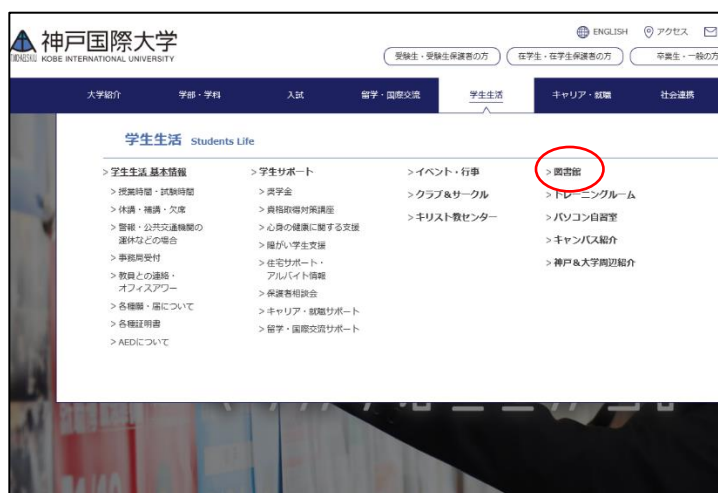 神戸国際大学
KOBE INTERNATIONAL UNIVERSITY
ENGLISH
アクセス
受験生・受験生保護者の方
在学生・在学生保護者の方
卒業生・一般の方
大学紹介
学部・学科
入試
留学・国際交流
学生生活
キャリア・就職
社会連携
学生生活 Students Life
> 学生生活 基本情報
> 授業時間・試験時間
> 休講・補講・欠席
> 警報・公共交通機関の
運休などの場合
> 事務局受付
> 教員との連絡・
オフィスアワー
> 各種願・届について
> 各種証明書
> AEDについて
> 学生サポート
> 奨学金
> 資格取得対策講座
> 心身の健康に関する支援
> 障がい学生支援
> 住宅サポート・
アルバイト情報
> 保護者相談会
> キャリア・就職サポート
> 留学・国際交流サポート
> イベント・行事
> クラブ&サークル
> キリスト教センター
> 図書館
> トレーニングルーム
> パソコン自習室
> キャンパス紹介
> 神戸&大学周辺紹介